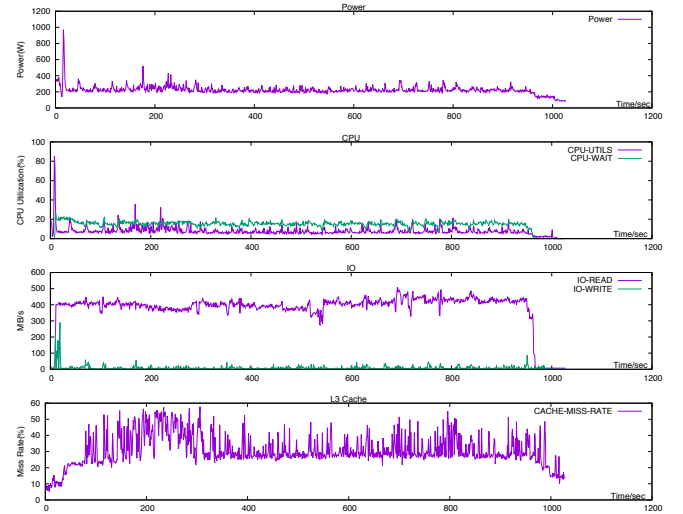 Power
1200
1000
800
600
400
200
0
Power(W)
Power
Time/sec
0 200 400 600 800 1000 1200
CPU
100
80
60
40
20
0
CPU Utilization(%)
CPU-UTILS
CPU-WAIT
Time/sec
0 200 400 600 800 1000 1200
IO
600
500
400
300
200
100
0
MB/s
IO-READ
IO-WRITE
Time/sec
0 200 400 600 800 1000 1200
L3 Cache
60
50
40
30
20
10
0
Miss Rate(%)
CACHE-MISS-RATE
Time/sec
0 200 400 600 800 1000 1200